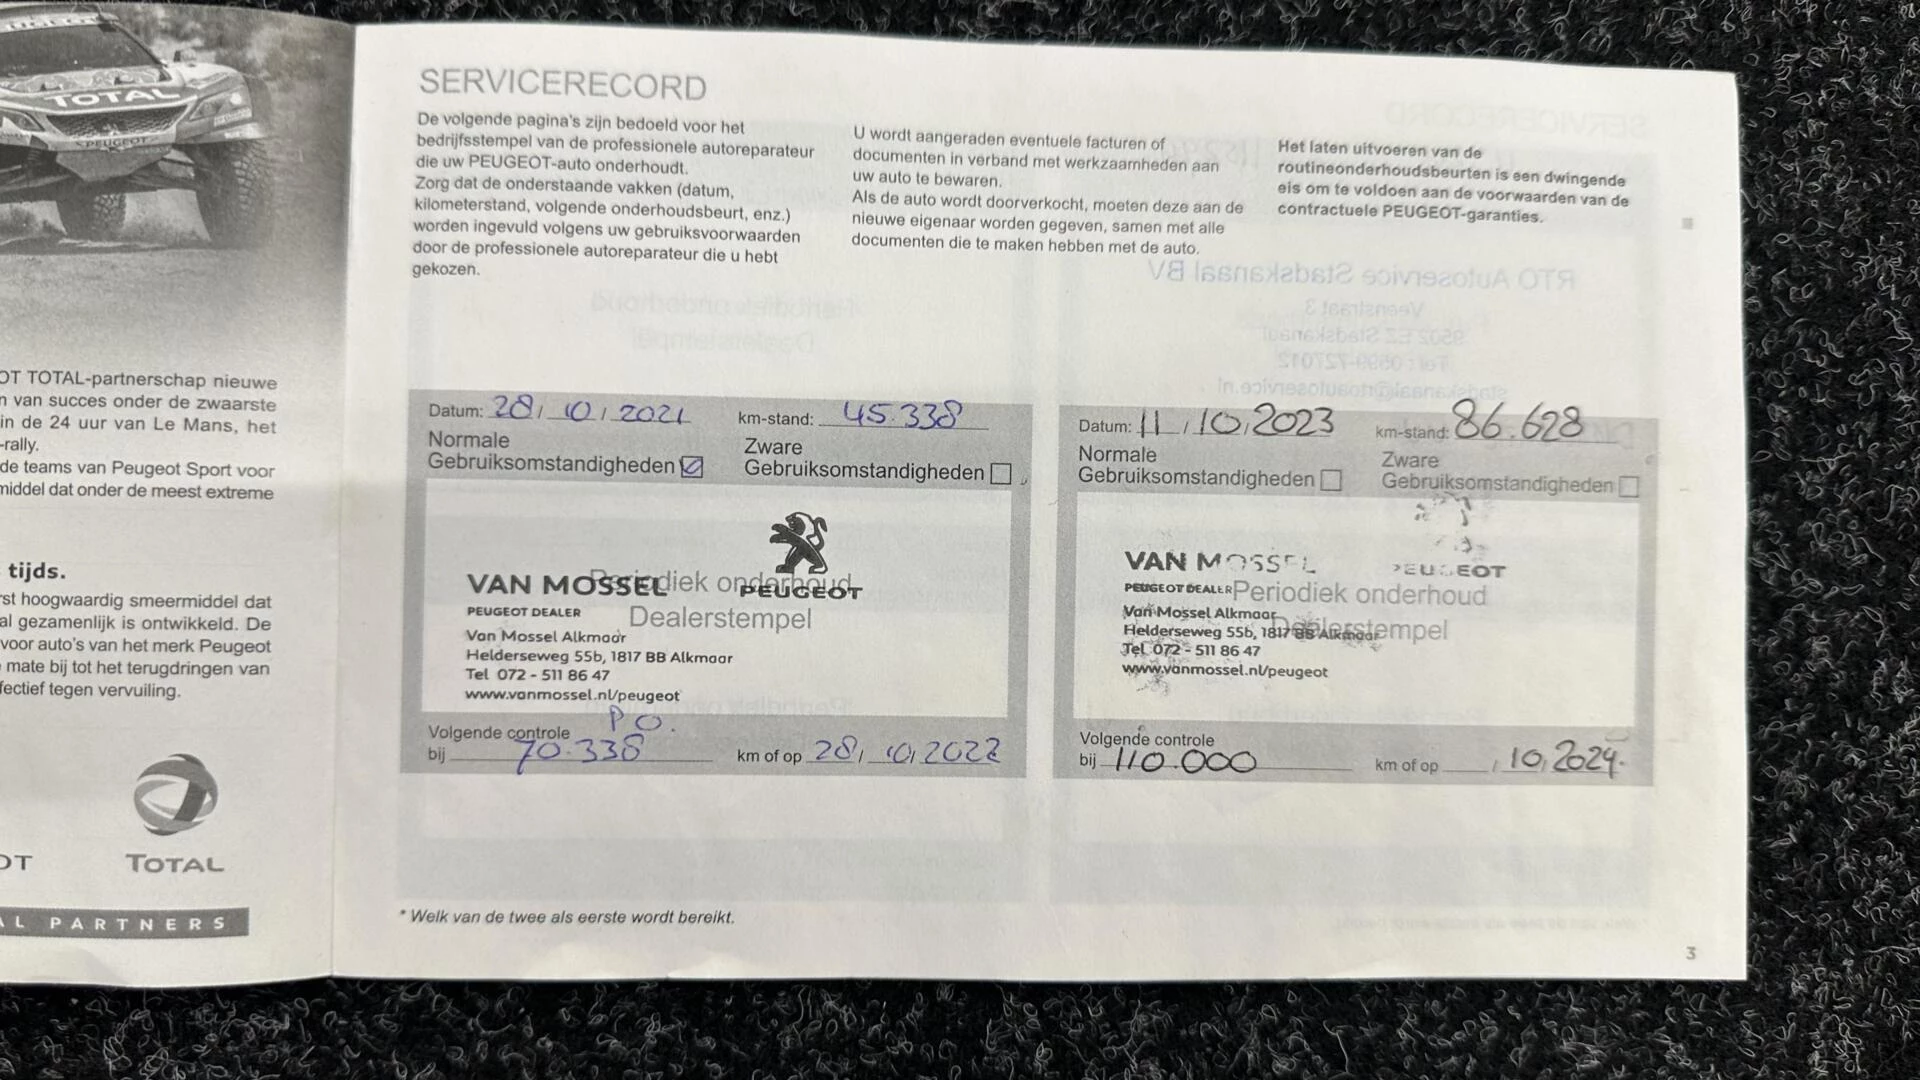 TOTAL
PEUGEOT
OT TOTAL-partnerschap nieuwe
n van succes onder de zwaarste
in de 24 uur van Le Mans, het
-rally.
de teams van Peugeot Sport voor
middel dat onder de meest extreme
tijds.
rst hoogwaardig smeermiddel dat
al gezamenlijk is ontwikkeld. De
voor auto's van het merk Peugeot
mate bij tot het terugdringen van
fectief tegen vervuiling.
OT
TOTAL
AL PARTNERS
SERVICERECORD
De volgende pagina's zijn bedoeld voor het
bedrijfsstempel van de professionele autoreparateur
die uw PEUGEOT-auto onderhoudt.
Zorg dat de onderstaande vakken (datum,
kilometerstand, volgende onderhoudsbeurt, enz.)
worden ingevuld volgens uw gebruiksvoorwaarden
door de professionele autoreparateur die u hebt
gekozen.
U wordt aangeraden eventuele facturen of
documenten in verband met werkzaamheden aan
uw auto te bewaren.
Als de auto wordt doorverkocht, moeten deze aan de
nieuwe eigenaar worden gegeven, samen met alle
documenten die te maken hebben met de auto.
Het laten uitvoeren van de
routineonderhoudsbeurten is een dwingende
eis om te voldoen aan de voorwaarden van de
contractuele PEUGEOT-garanties.
Datum: 28 / 10 / 2021 km-stand: 45.338
Normale
Gebruiksomstandigheden
Zware
Gebruiksomstandigheden
Periodiek onderhoud
Dealerstempel
VAN MOSSEL
PEUGEOT
PEUGEOT DEALER
Van Mossel Alkmaar
Helderseweg 55b, 1817 BB Alkmaar
Tel 072 - 511 86 47
www.vanmossel.nl/peugeot
P.O.
Volgende controle
bij 70.338 km of op 28 / 10 / 2022
Datum: 11 / 10 / 2023 km-stand: 86.628
Normale
Gebruiksomstandigheden
Zware
Gebruiksomstandigheden
VAN MOSSEL
PEUGEOT
PEUGEOT DEALER
Periodiek onderhoud
Dealerstempel
Van Mossel Alkmaar
Helderseweg 55b, 1817 BB Alkmaar
Tel 072 - 511 86 47
www.vanmossel.nl/peugeot
Volgende controle
bij 110.000 km of op / 10 / 2024.
* Welk van de twee als eerste wordt bereikt.
3